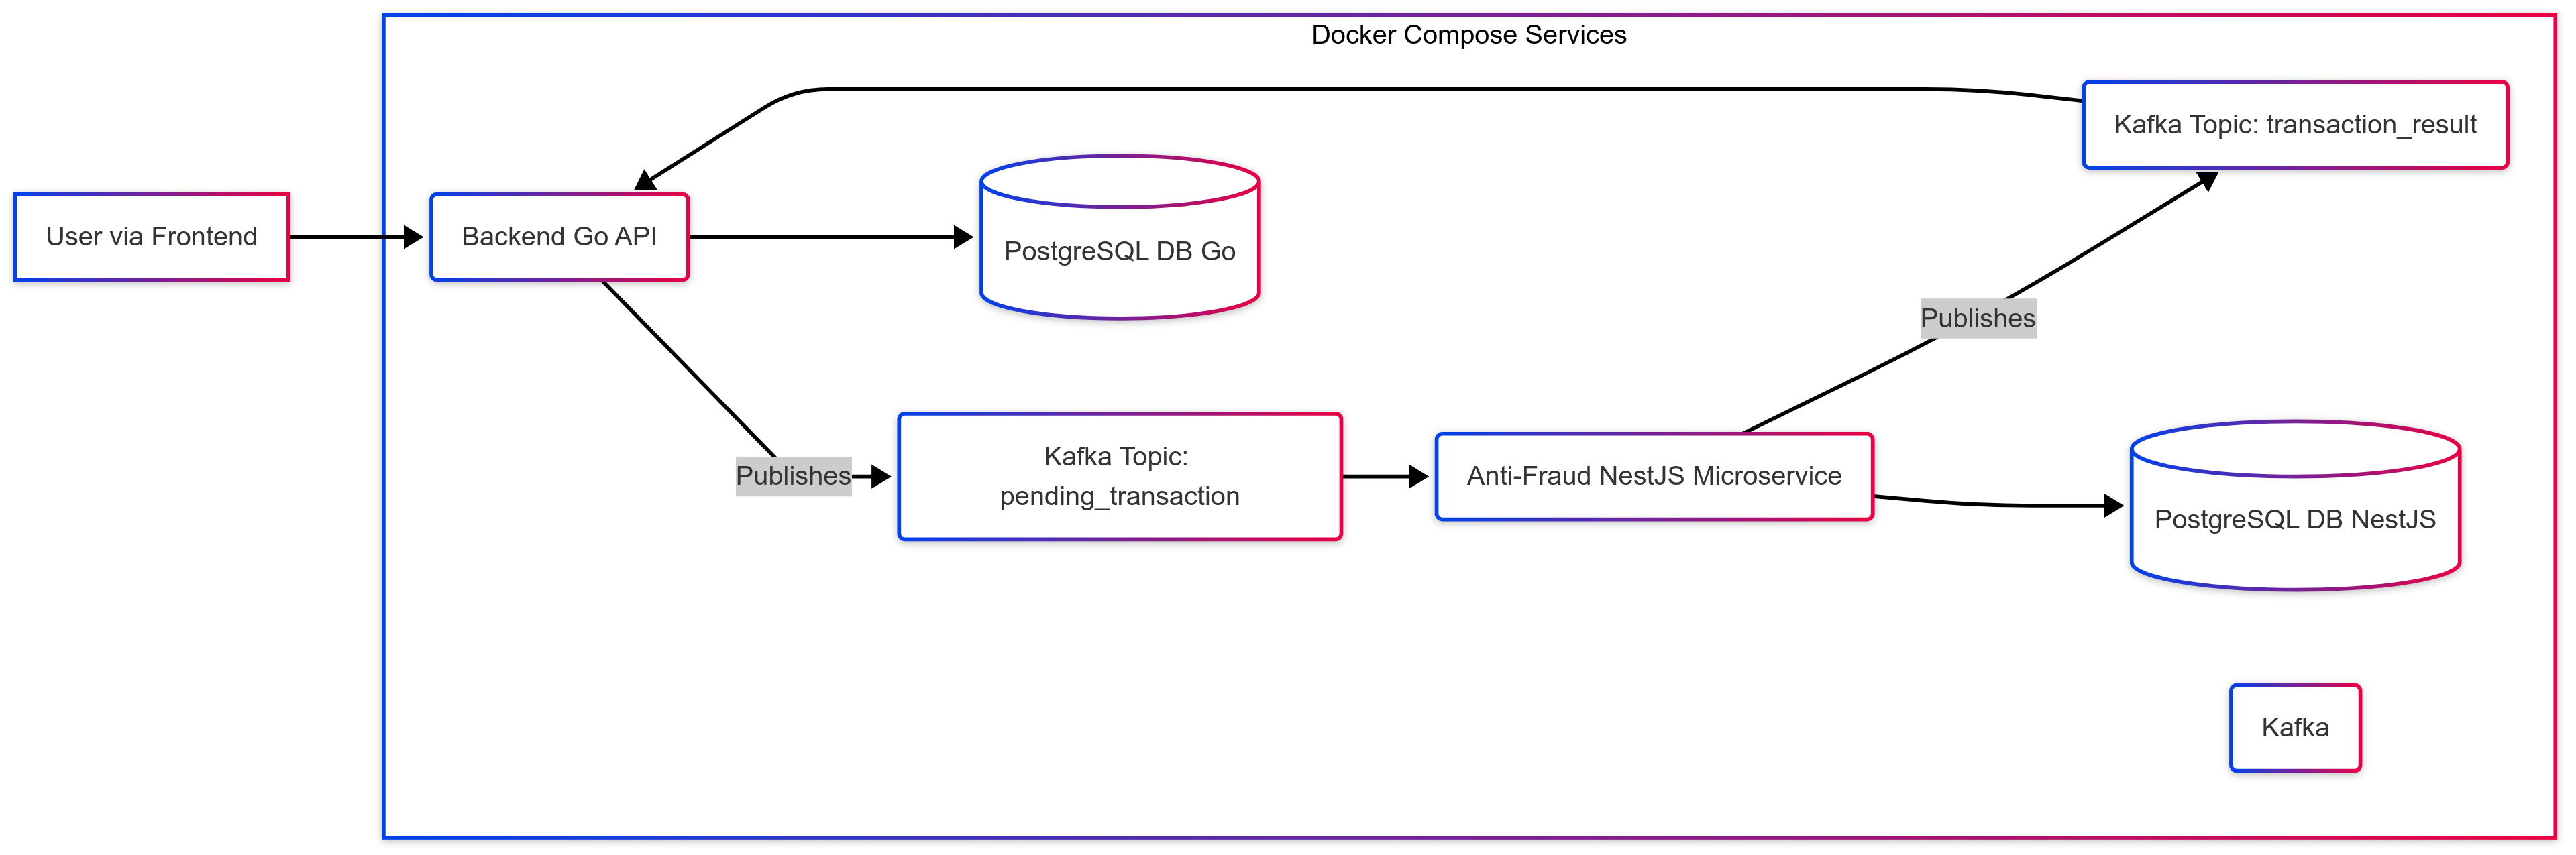 Docker Compose Services
Kafka Topic: transaction_result
User via Frontend
Backend Go API
PostgreSQL DB Go
Publishes
Publishes
Kafka Topic:
pending_transaction
Anti-Fraud NestJS Microservice
PostgreSQL DB NestJS
Kafka